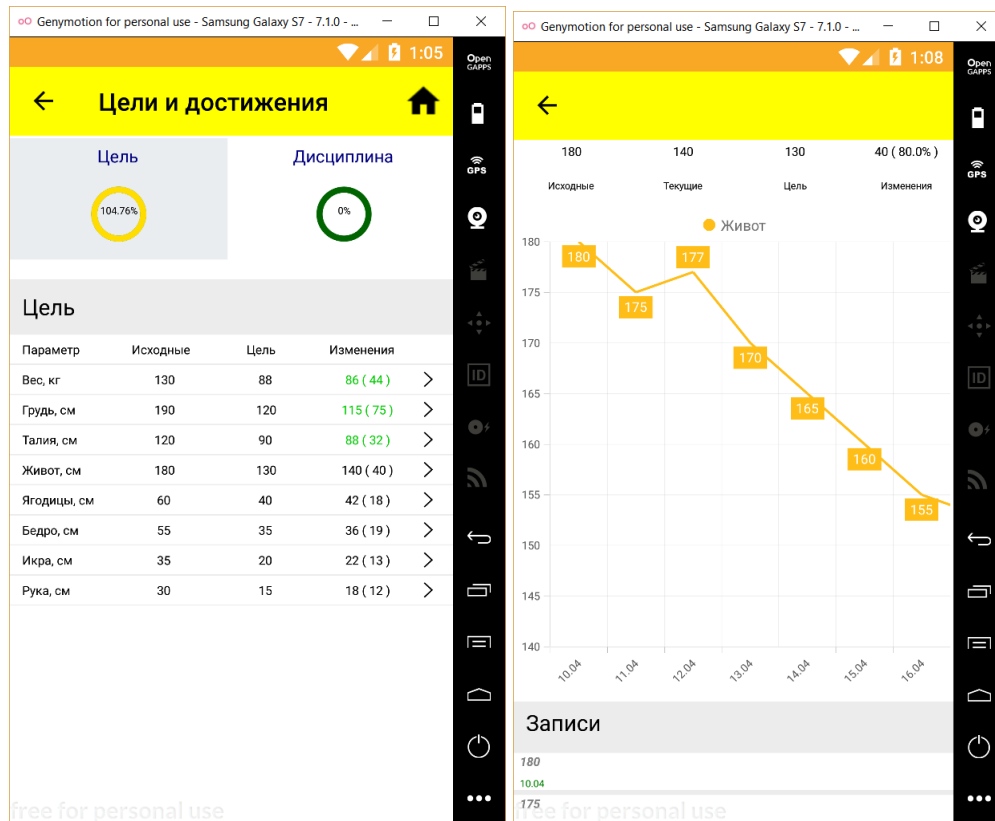 Genymotion for personal use - Samsung Galaxy S7 - 7.1.0 - ...
1:05
Open
GAPPS
Цели и достижения
Цель
Дисциплина
104.76%
0%
GPS
Цель
Параметр Исходные Цель Изменения
Вес, кг 130 88 86 ( 44 )
Грудь, см 190 120 115 ( 75 )
Талия, см 120 90 88 ( 32 )
Живот, см 180 130 140 ( 40 )
Ягодицы, см 60 40 42 ( 18 )
Бедро, см 55 35 36 ( 19 )
Икра, см 35 20 22 ( 13 )
Рука, см 30 15 18 ( 12 )
ID
free for personal use
Genymotion for personal use - Samsung Galaxy S7 - 7.1.0 - ...
1:08
Open
GAPPS
180 140 130 40 ( 80.0% )
Исходные Текущие Цель Изменения
GPS
Живот
180
175
170
165
160
155
150
145
140
180
175
177
170
165
160
155
10.04 11.04 12.04 13.04 14.04 15.04 16.04
ID
Записи
180
10.04
175
free for personal use